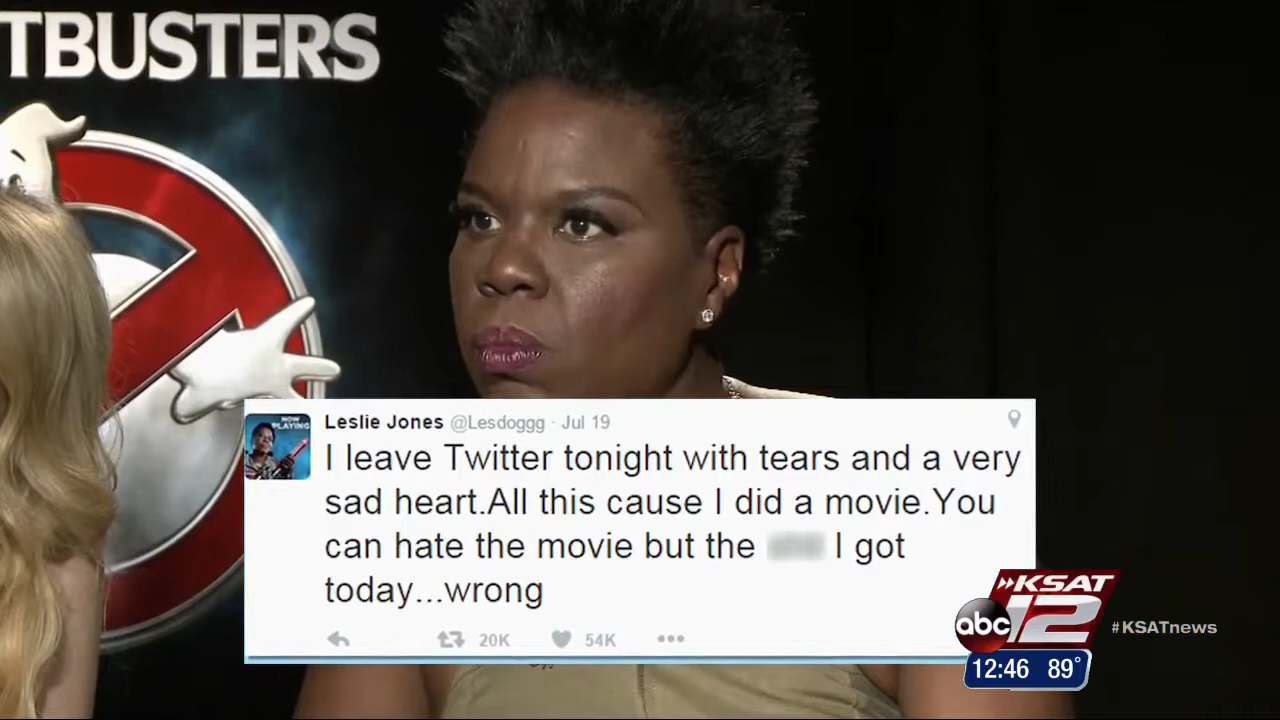 TBUSTERS
NOW
PLAYING
Leslie Jones @Lesdoggg · Jul 19
I leave Twitter tonight with tears and a very
sad heart.All this cause I did a movie.You
can hate the movie but the I got
today...wrong
20K 54K
KSAT
abc 12
#KSATnews
12:46 89°